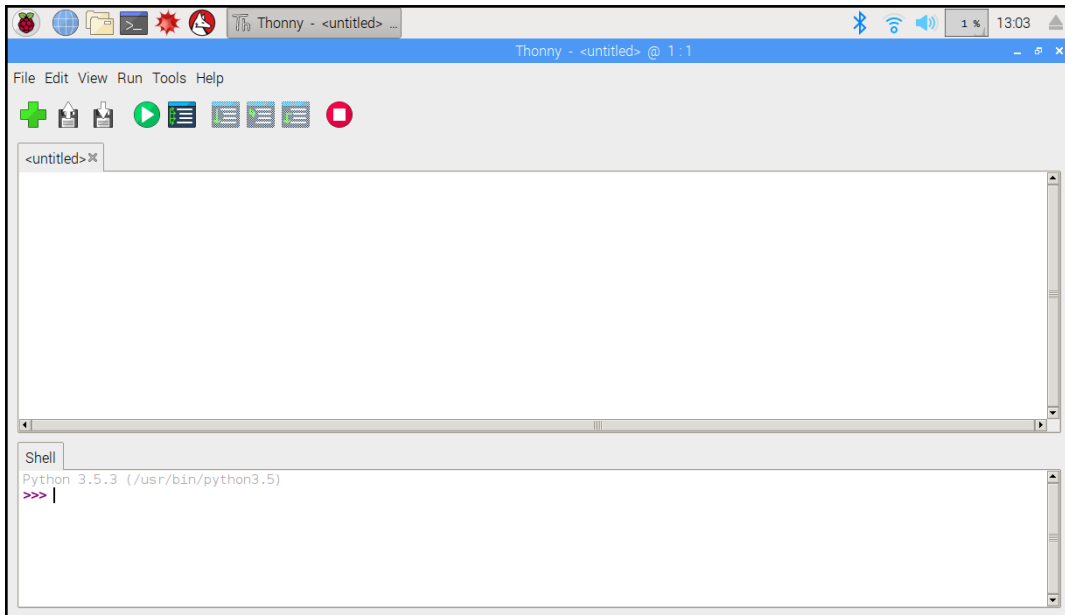 Thonny - <untitled> ... 1 % 13:03
Thonny - <untitled> @ 1 : 1
File Edit View Run Tools Help
<untitled>
Shell
Python 3.5.3 (/usr/bin/python3.5)
>>>